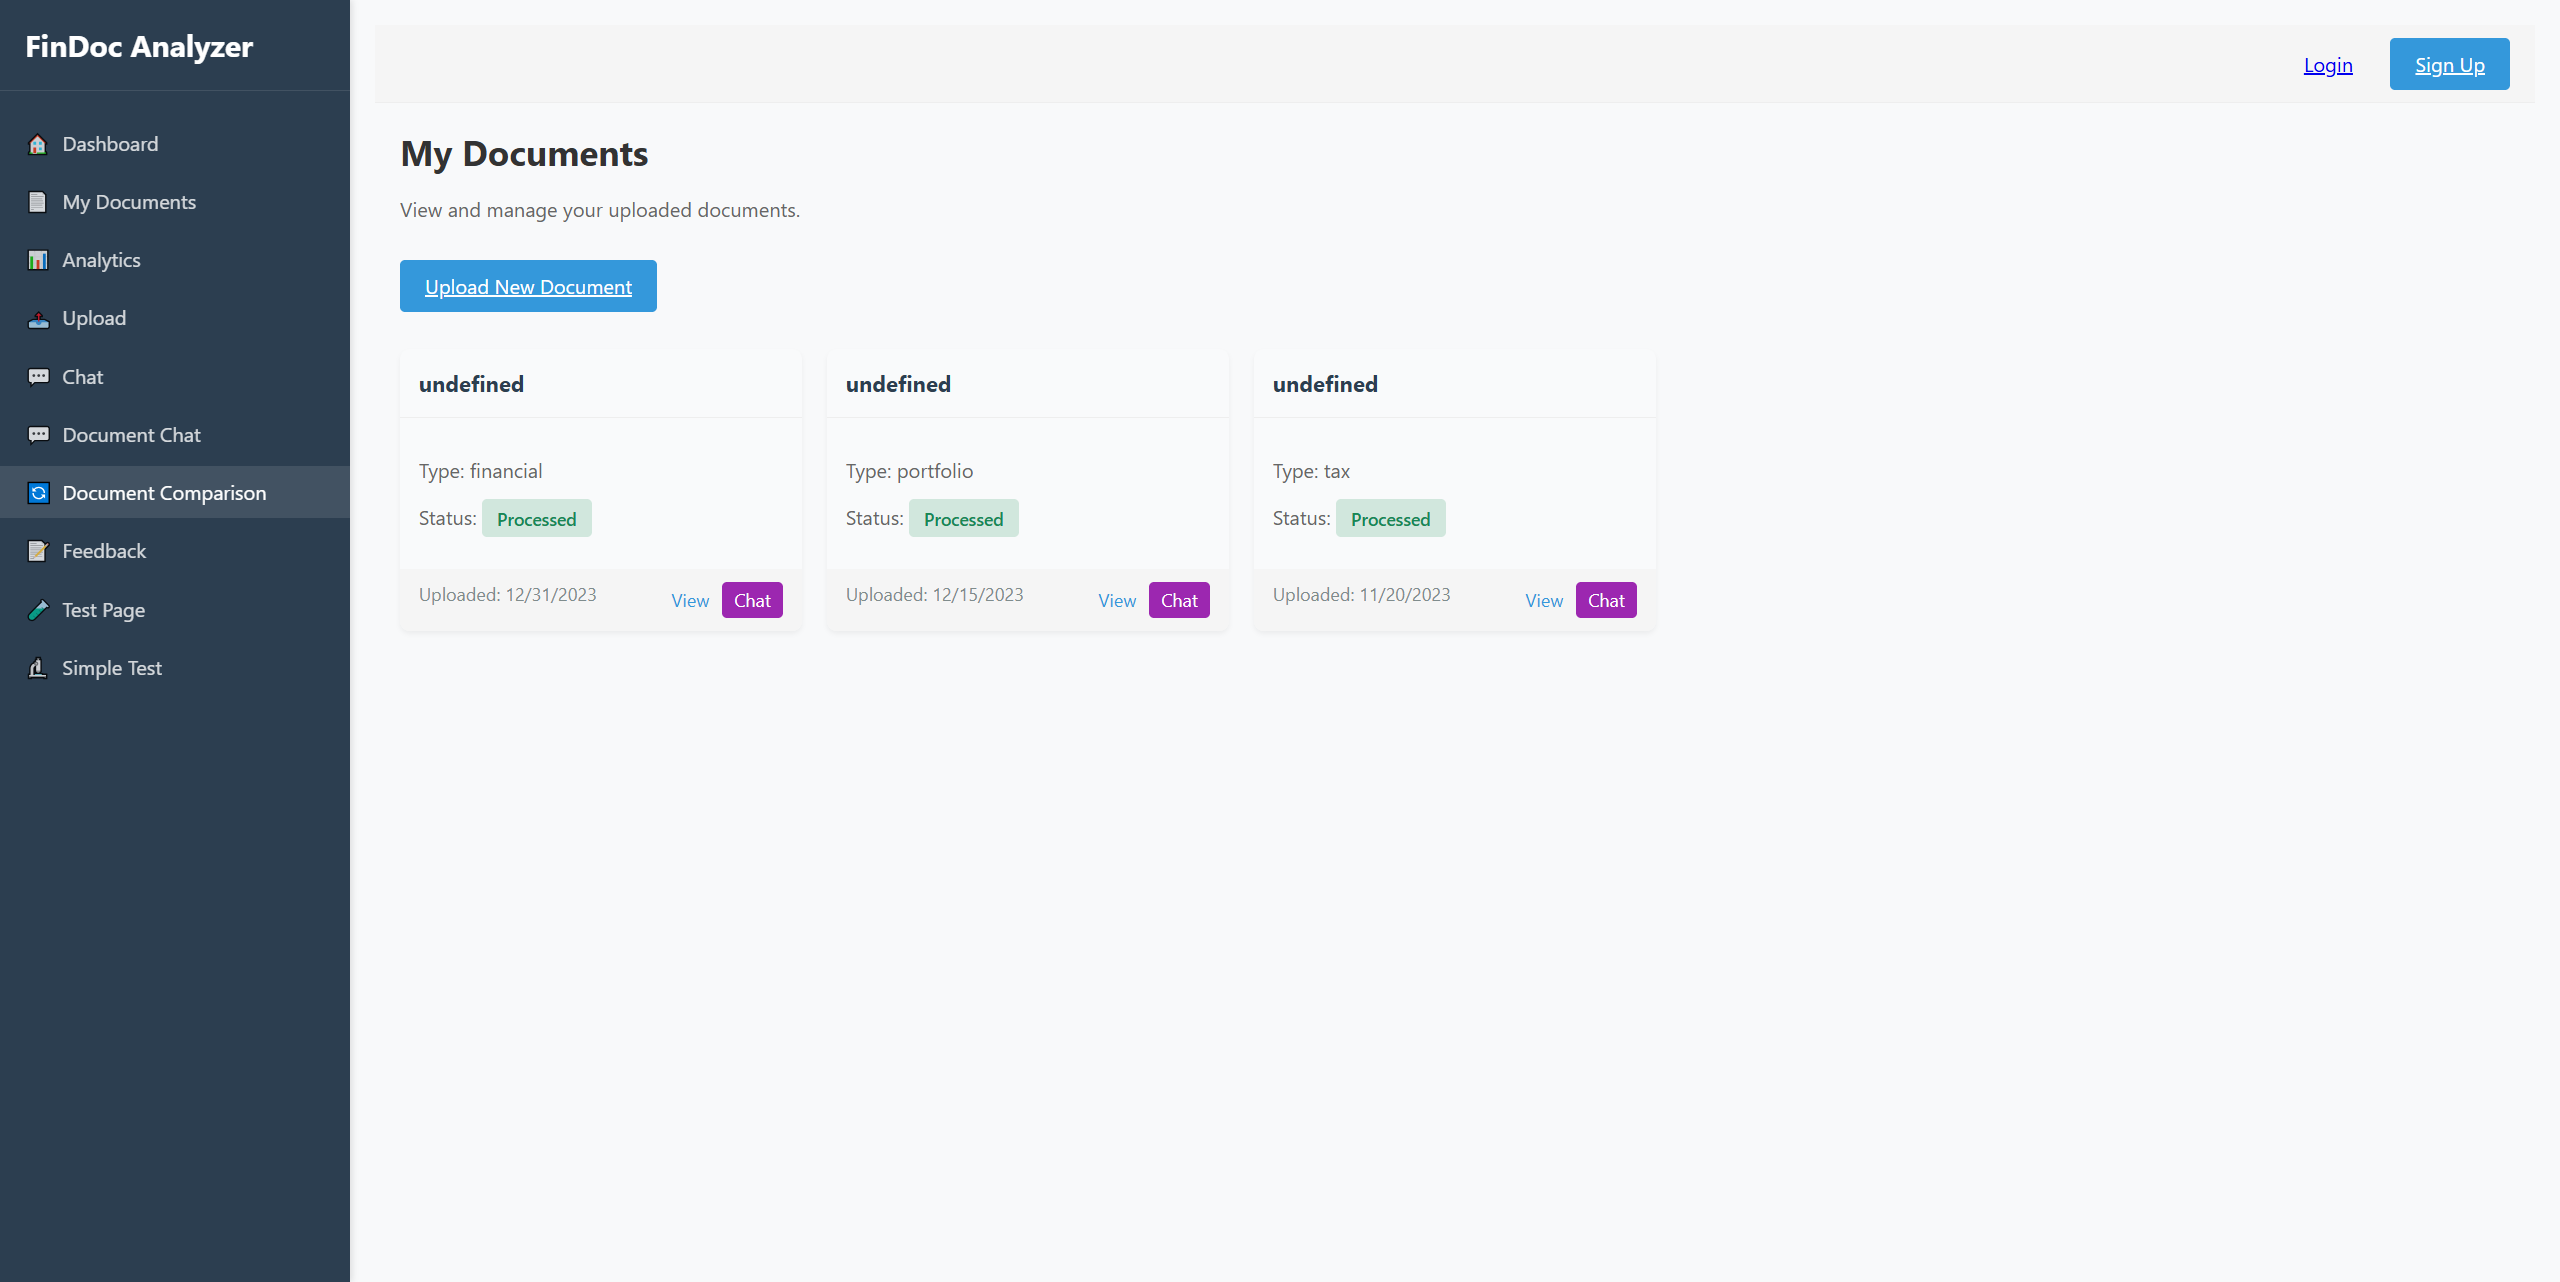 FinDoc Analyzer
Dashboard
My Documents
Analytics
Upload
Chat
Document Chat
Document Comparison
Feedback
Test Page
Simple Test
Login
Sign Up
My Documents
View and manage your uploaded documents.
Upload New Document
undefined
Type: financial
Status: Processed
Uploaded: 12/31/2023 View Chat
undefined
Type: portfolio
Status: Processed
Uploaded: 12/15/2023 View Chat
undefined
Type: tax
Status: Processed
Uploaded: 11/20/2023 View Chat